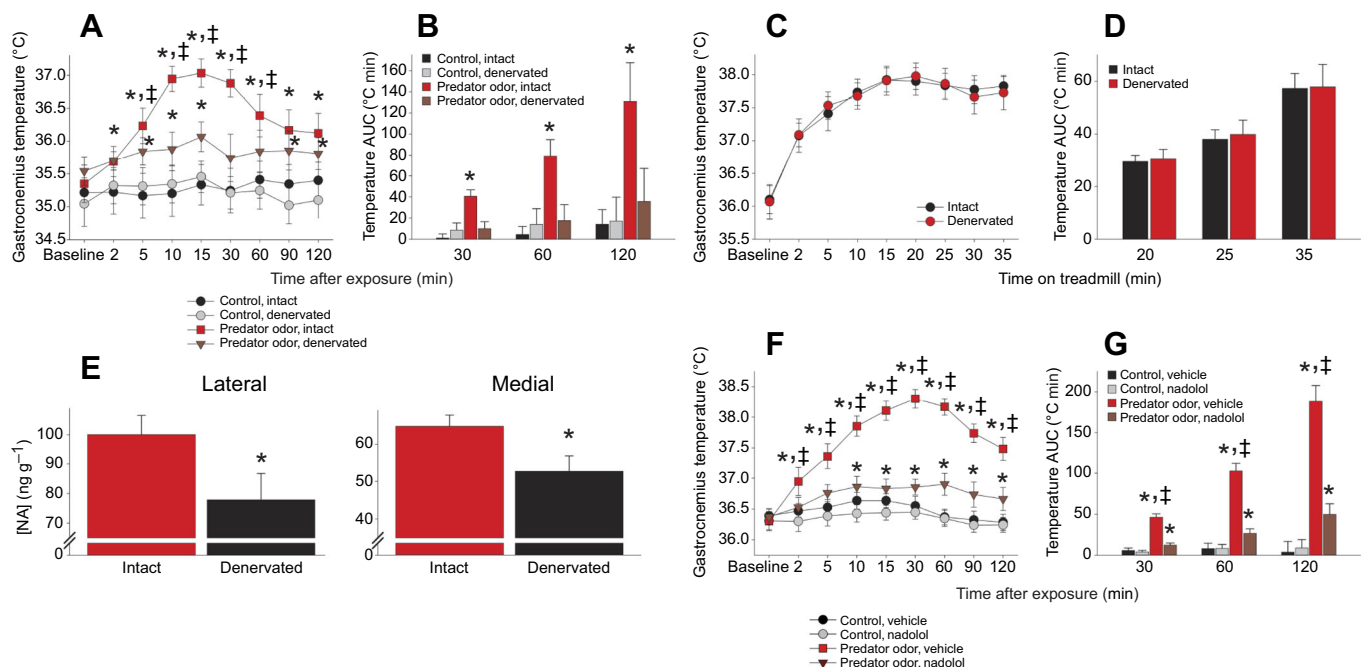 A
Gastrocnemius temperature (°C)
37.0
36.5
36.0
35.5
35.0
34.5
*,‡ *,‡ *,‡ *,‡ *,‡ * *
* * * * * *
Baseline 2 5 10 15 30 60 90 120
B
Control, intact
Control, denervated
Predator odor, intact
Predator odor, denervated
Temperature AUC (°C min)
160
140
120
100
80
60
40
20
0
* * *
30 60 120
Time after exposure (min)
Control, intact
Control, denervated
Predator odor, intact
Predator odor, denervated
C
Gastrocnemius temperature (°C)
38.0
37.5
37.0
36.5
36.0
35.5
Intact
Denervated
Baseline 2 5 10 15 20 25 30 35
D
Intact
Denervated
Temperature AUC (°C min)
60
40
20
0
20 25 35
Time on treadmill (min)
E
Lateral
[NA] (ng g–1)
100
90
80
70
0
*
Intact Denervated
Medial
60
50
40
0
*
Intact Denervated
F
Gastrocnemius temperature (°C)
38.5
38.0
37.5
37.0
36.5
36.0
*,‡ *,‡ *,‡ *,‡ *,‡ *,‡ *,‡ *,‡
* * * * * *
Baseline 2 5 10 15 30 60 90 120
G
Control, vehicle
Control, nadolol
Predator odor, vehicle
Predator odor, nadolol
Temperature AUC (°C min)
200
150
100
50
0
*,‡ * *,‡ * *,‡ *
30 60 120
Time after exposure (min)
Control, vehicle
Control, nadolol
Predator odor, vehicle
Predator odor, nadolol